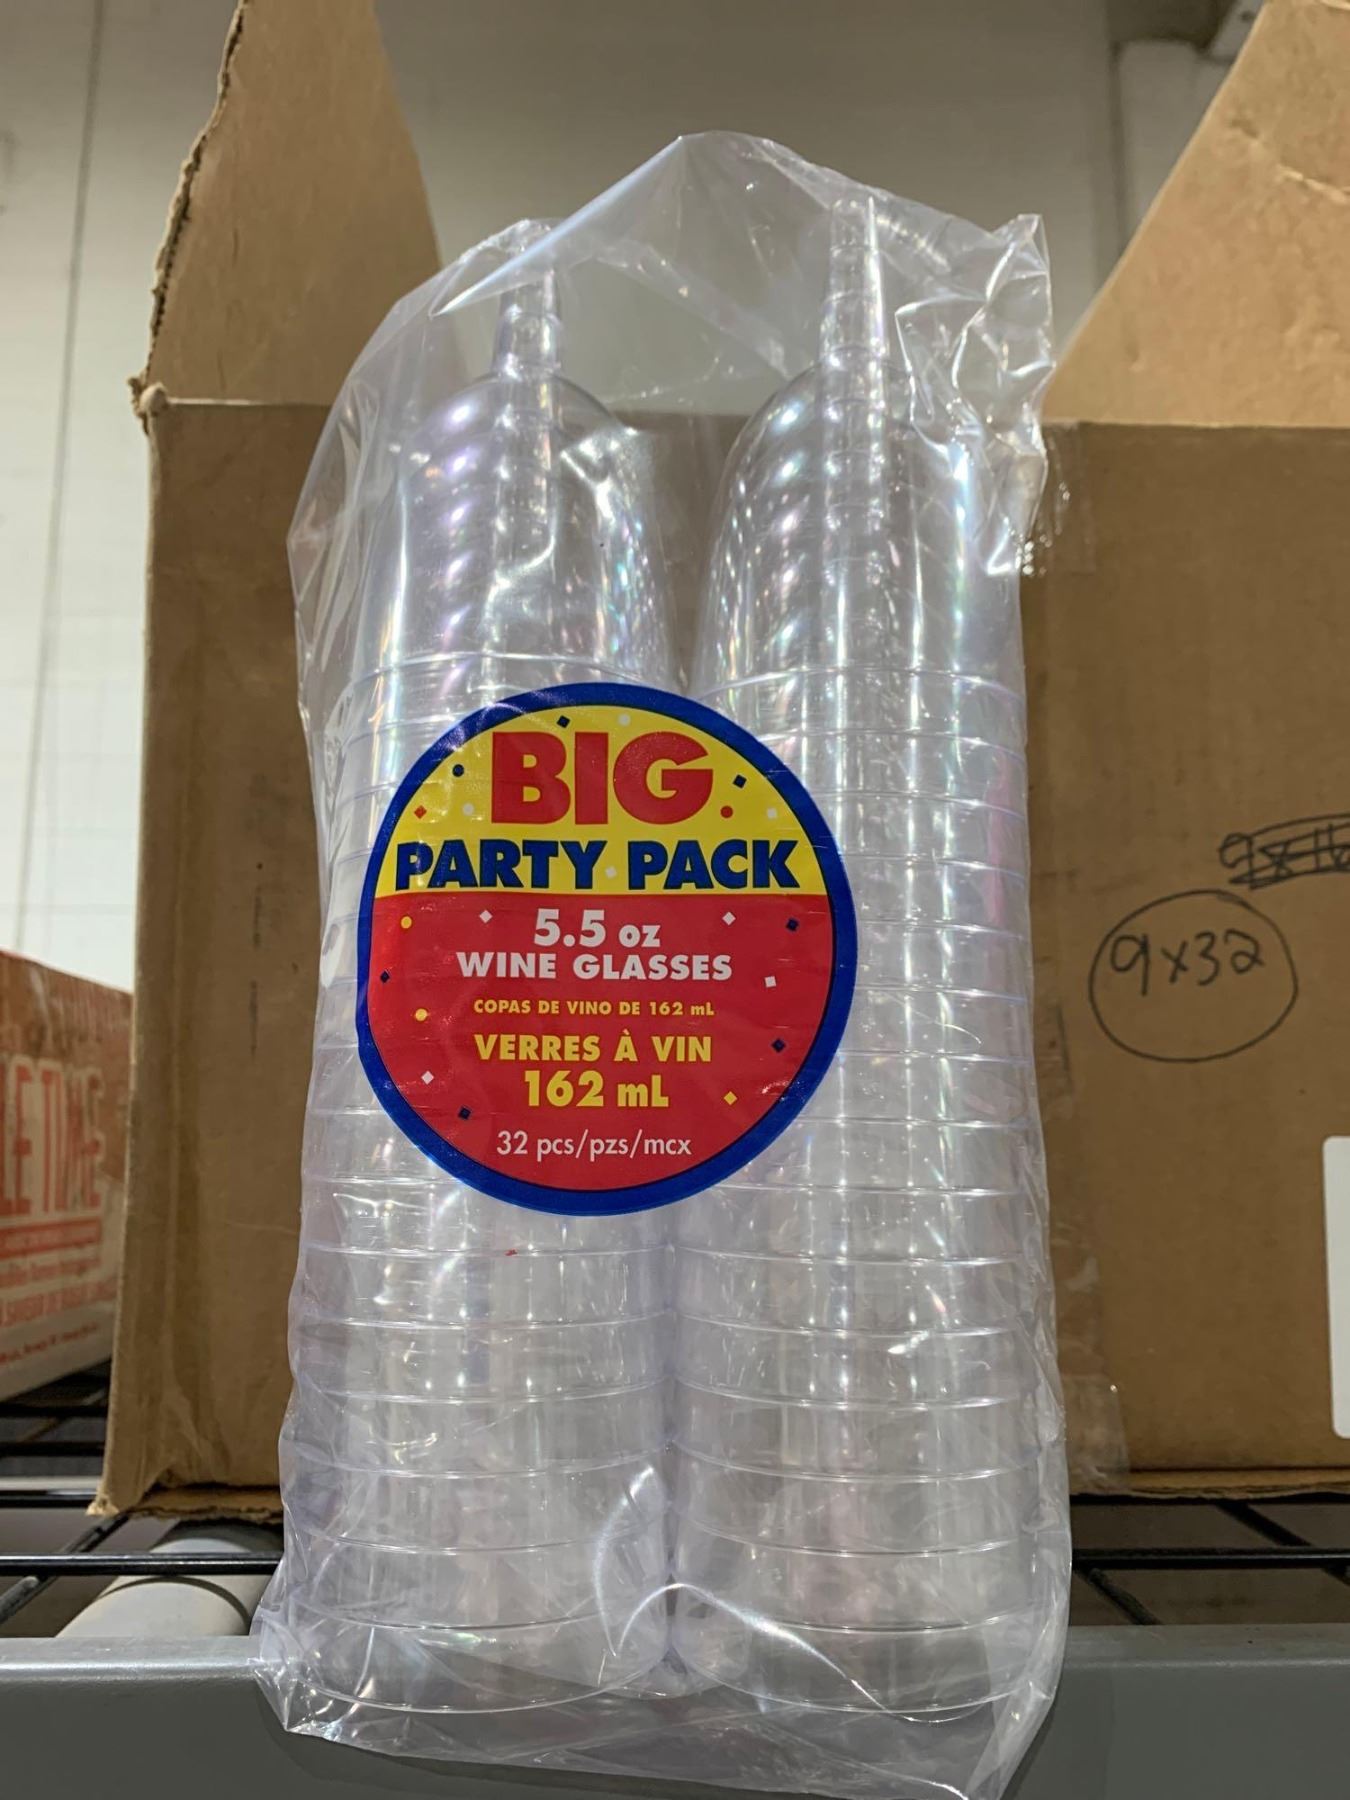 BIG
PARTY PACK
5.5 oz
WINE GLASSES
COPAS DE VINO DE 162 mL
VERRES À VIN
162 mL
32 pcs/pzs/mcx
9x32